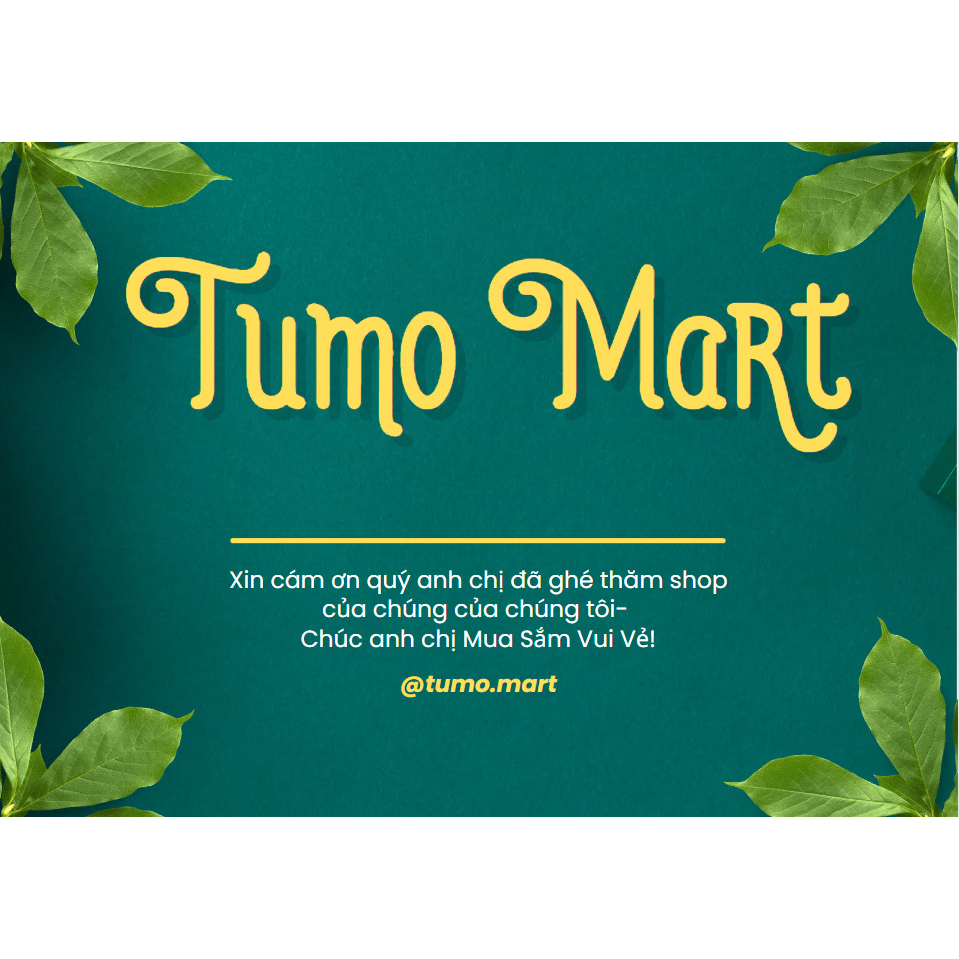 Tumo Mart
Xin cám ơn quý anh chị đã ghé thăm shop
của chúng của chúng tôi-
Chúc anh chị Mua Sắm Vui Vẻ!
@tumo.mart